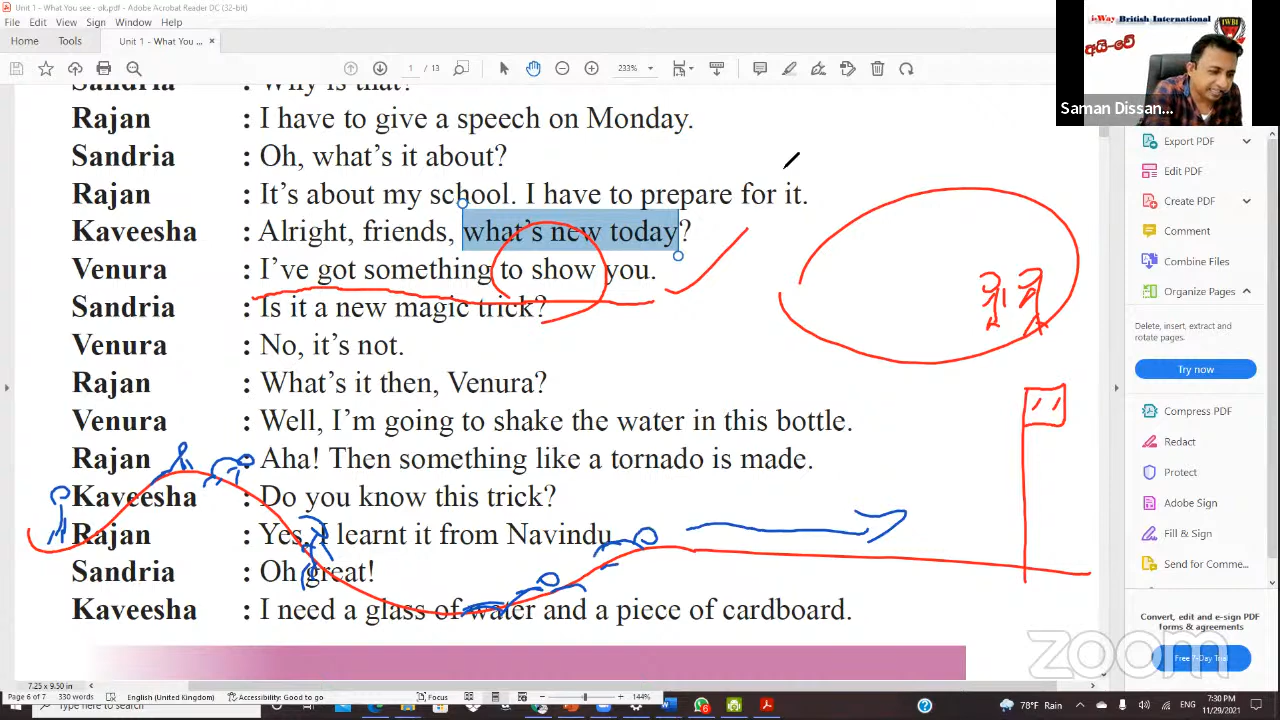 Unit 1 - What You see - ok.pdf - Adobe Acrobat Reader DC (32-bit)
File Edit View Sign Window Help
Home Tools Unit 1 - What You ... ×
1 / 13 233%
i-Way British International
IWBI
අයි-වේ
Saman Dissan...
Sandria : Why is that?
Rajan : I have to give a speech on Monday.
Sandria : Oh, what's it about?
Rajan : It's about my school. I have to prepare for it.
Kaveesha : Alright, friends, what's new today?
Venura : I've got something to show you.
Sandria : Is it a new magic trick?
Venura : No, it's not.
Rajan : What's it then, Venura?
Venura : Well, I'm going to shake the water in this bottle.
Rajan : Aha! Then something like a tornado is made.
Kaveesha : Do you know this trick?
Rajan : Yes, I learnt it from Navindu.
Sandria : Oh great!
Kaveesha : I need a glass of water and a piece of cardboard.
Export PDF
Edit PDF
Create PDF
Comment
Combine Files
Organize Pages
Delete, insert, extract and
rotate pages.
Try now
Compress PDF
Redact
Protect
Adobe Sign
Fill & Sign
Send for Comme...
Convert, edit and e-sign PDF
forms & agreements
Free 7-Day Trial
zoom
7.25 x 9.50 in
Page 6 of 7 330 words English (United Kingdom) Accessibility: Good to go Focus 144%
Type here to search
78°F Rain
7:30 PM
11/29/2021